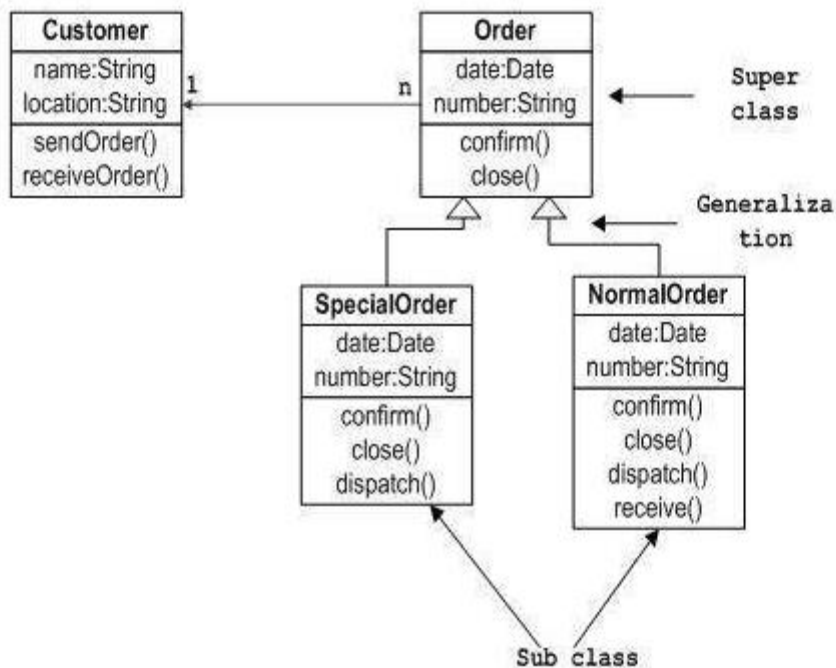 Customer
name:String
location:String
sendOrder()
receiveOrder()
1
n
Order
date:Date
number:String
confirm()
close()
Super
class
Generaliza
tion
SpecialOrder
date:Date
number:String
confirm()
close()
dispatch()
NormalOrder
date:Date
number:String
confirm()
close()
dispatch()
receive()
Sub class